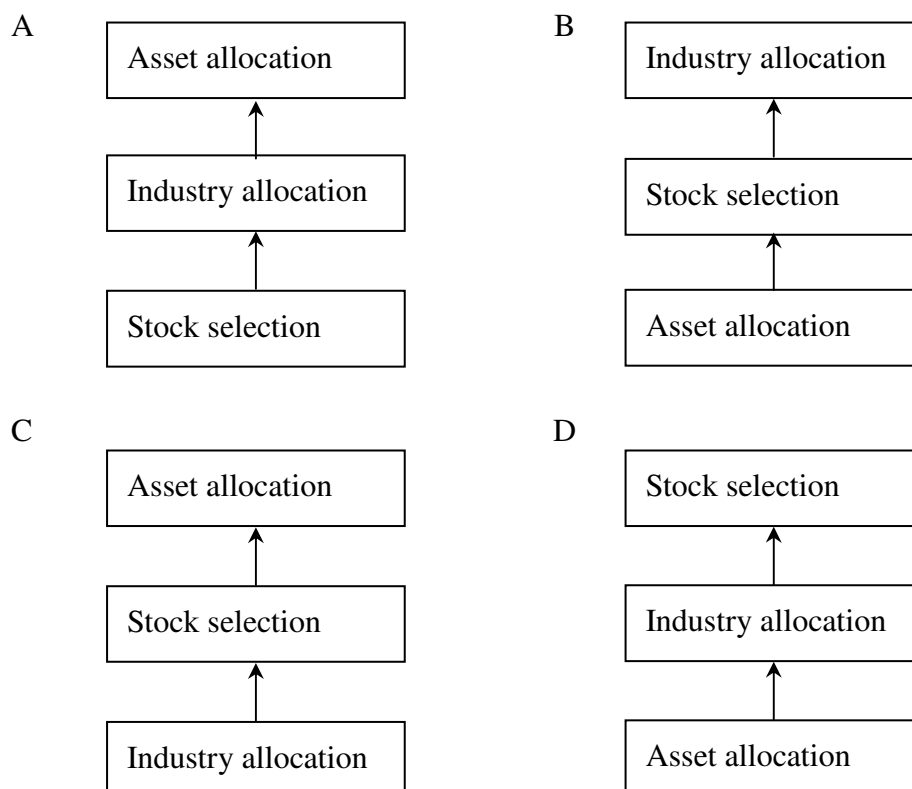 A
Asset allocation
Industry allocation
Stock selection
B
Industry allocation
Stock selection
Asset allocation
C
Asset allocation
Stock selection
Industry allocation
D
Stock selection
Industry allocation
Asset allocation